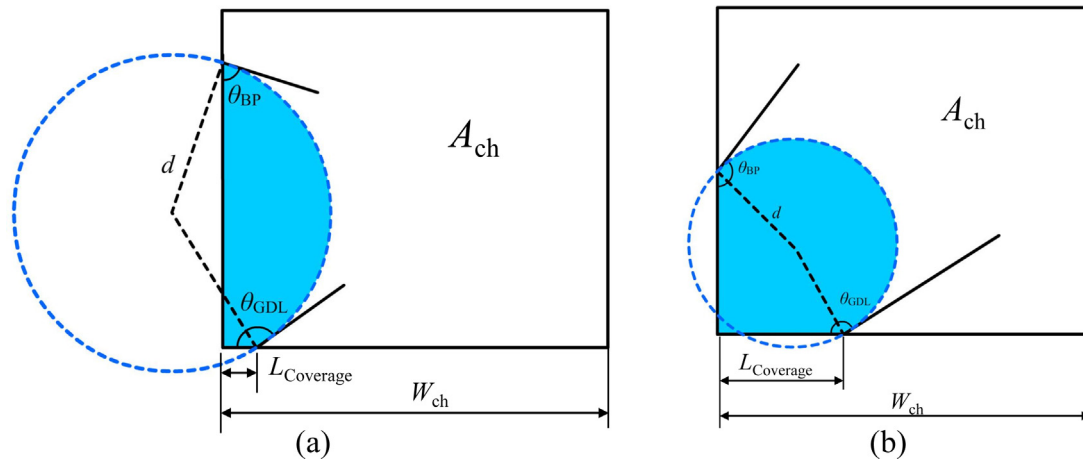 θBP
d
Ach
θGDL
LCoverage
Wch
(a)
Ach
θBP
d
θGDL
LCoverage
Wch
(b)